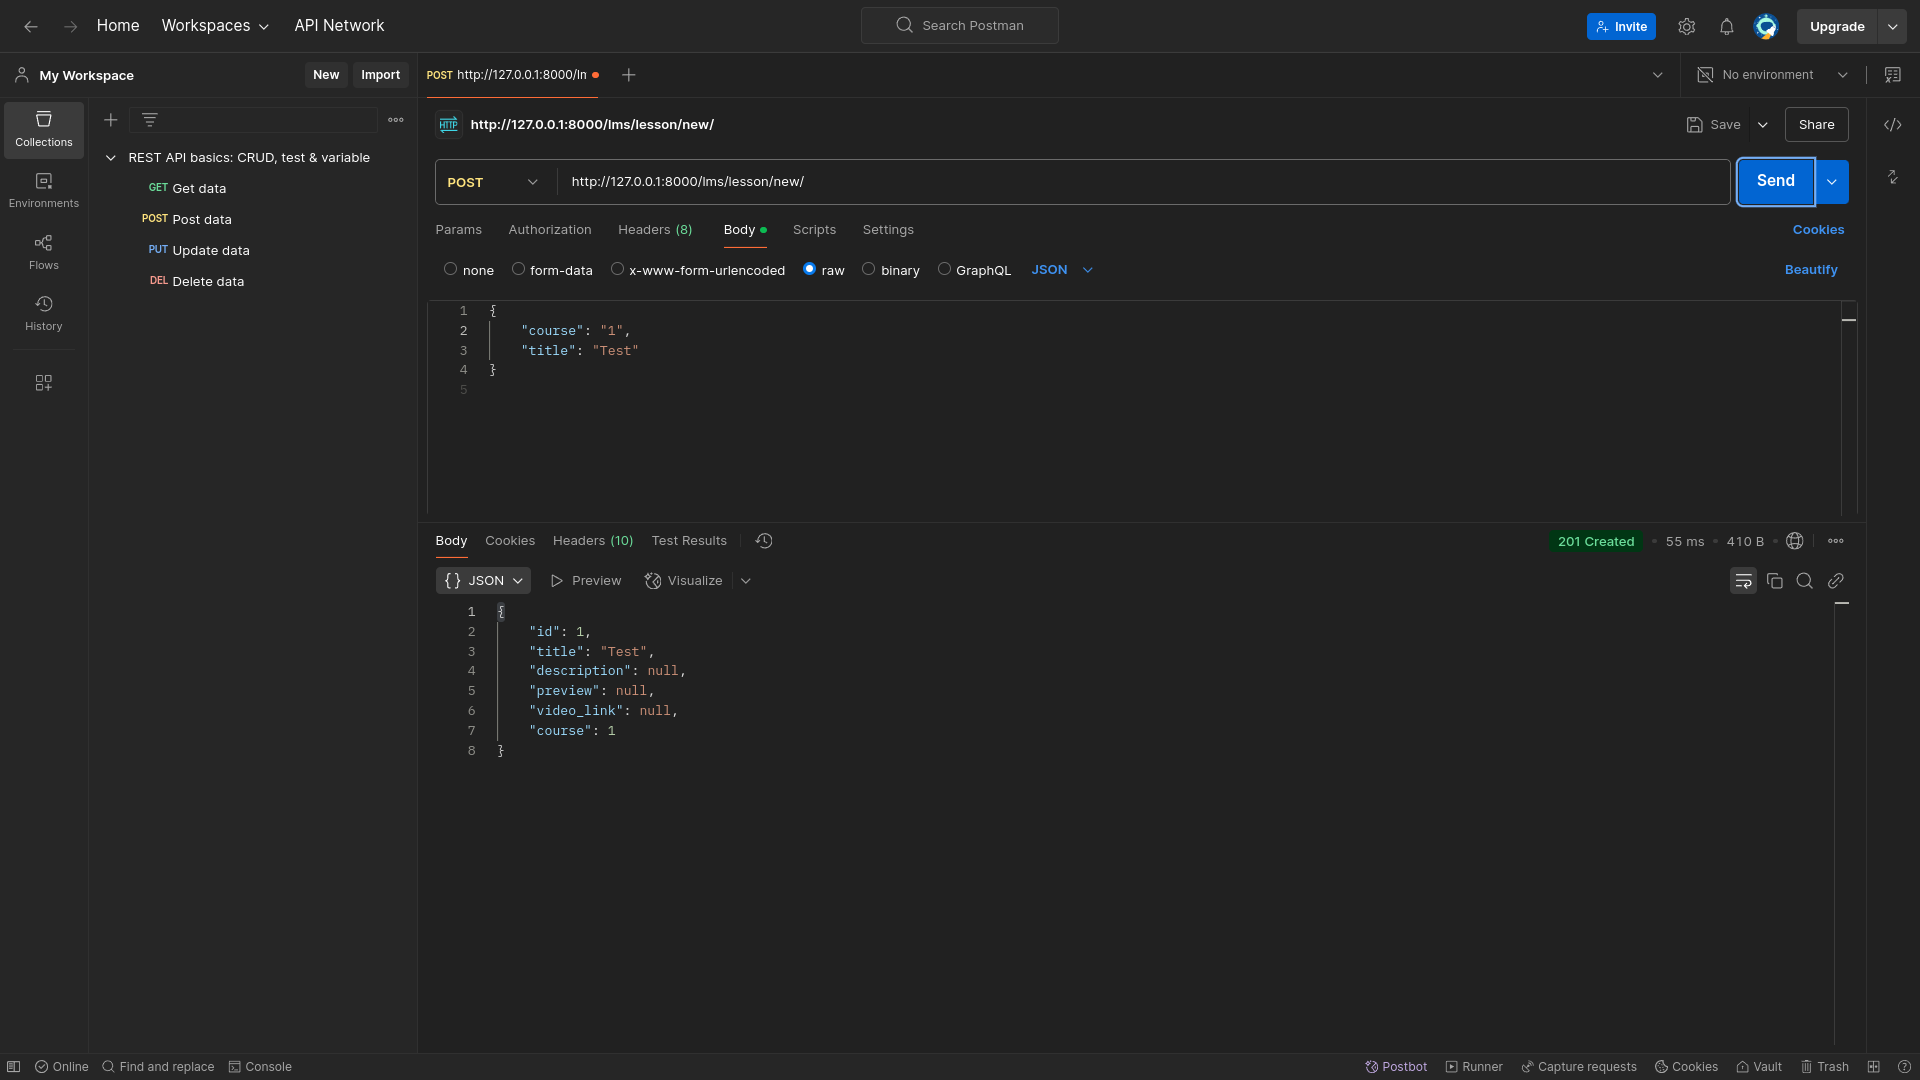 Home Workspaces API Network Search Postman Invite Upgrade
My Workspace New Import POST http://127.0.0.1:8000/ln No environment
HTTP http://127.0.0.1:8000/lms/lesson/new/ Save Share
REST API basics: CRUD, test & variable
GET Get data
POST Post data
PUT Update data
DEL Delete data
Collections
Environments
Flows
History
POST http://127.0.0.1:8000/lms/lesson/new/ Send
Params Authorization Headers (8) Body Scripts Settings Cookies
none form-data x-www-form-urlencoded raw binary GraphQL JSON Beautify
1 {
2 "course": "1",
3 "title": "Test"
4 }
5
Body Cookies Headers (10) Test Results 201 Created 55 ms 410 B
{} JSON Preview Visualize
1 {
2 "id": 1,
3 "title": "Test",
4 "description": null,
5 "preview": null,
6 "video_link": null,
7 "course": 1
8 }
Online Find and replace Console Postbot Runner Capture requests Cookies Vault Trash